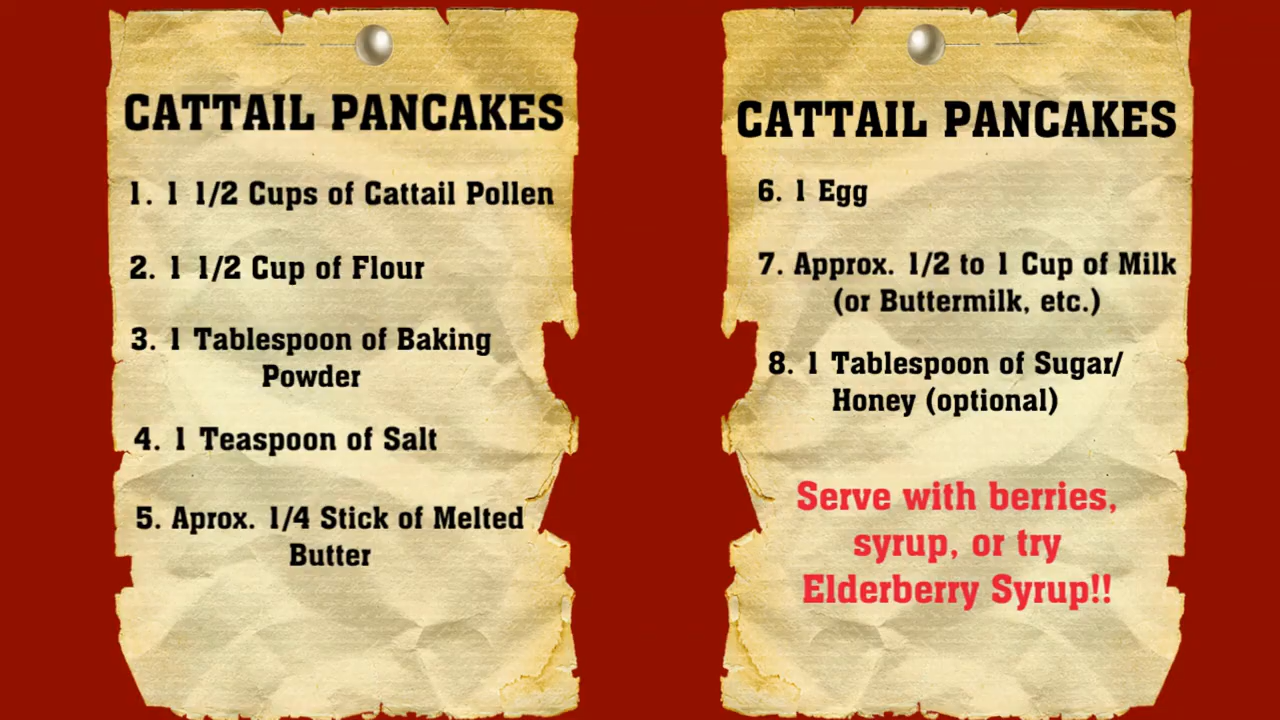 CATTAIL PANCAKES
1. 1 1/2 Cups of Cattail Pollen
2. 1 1/2 Cup of Flour
3. 1 Tablespoon of Baking
Powder
4. 1 Teaspoon of Salt
5. Aprox. 1/4 Stick of Melted
Butter
CATTAIL PANCAKES
6. 1 Egg
7. Approx. 1/2 to 1 Cup of Milk
(or Buttermilk, etc.)
8. 1 Tablespoon of Sugar/
Honey (optional)
Serve with berries,
syrup, or try
Elderberry Syrup!!